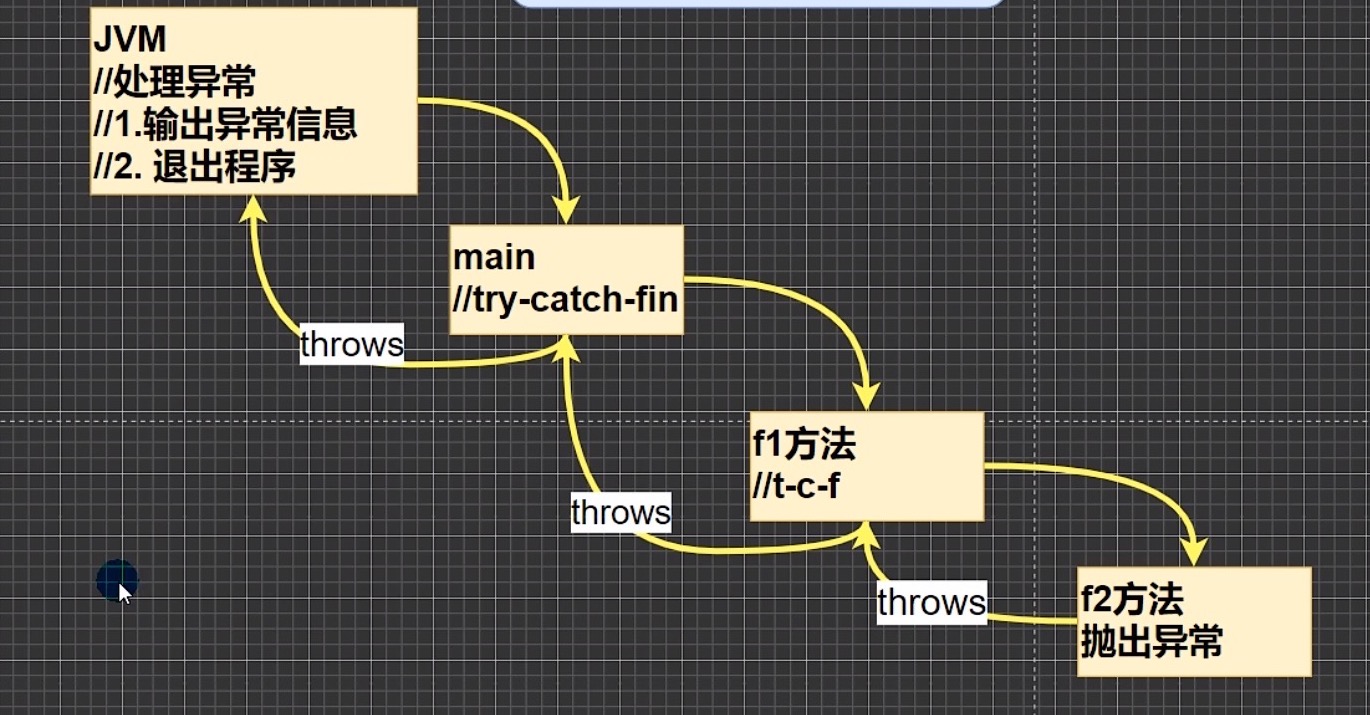 JVM
//处理异常
//1.输出异常信息
//2. 退出程序
main
//try-catch-fin
throws
f1方法
//t-c-f
throws
f2方法
抛出异常
throws